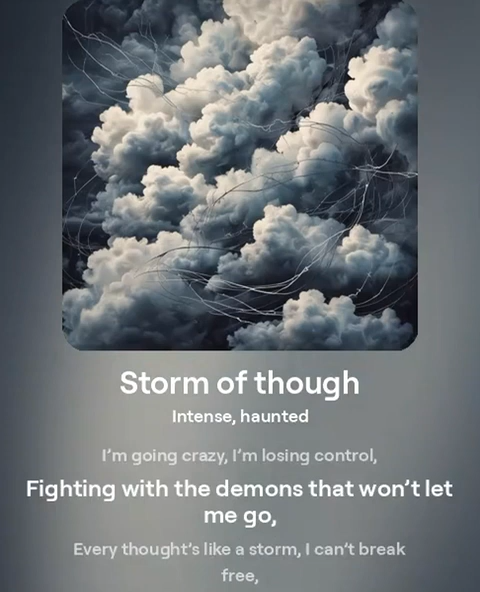 Storm of though
Intense, haunted
I’m going crazy, I’m losing control,
Fighting with the demons that won’t let
me go,
Every thought’s like a storm, I can’t break
free,